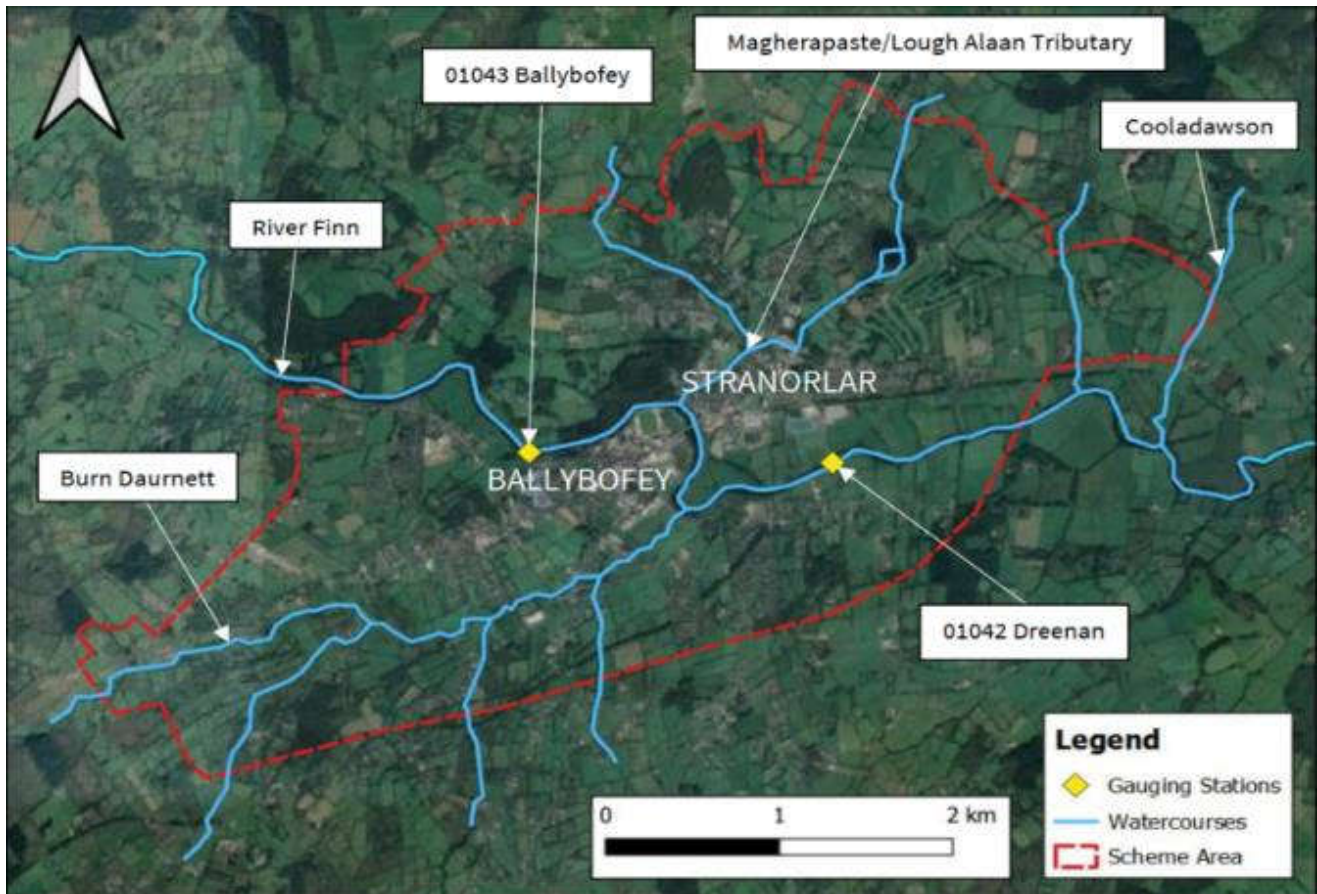 Magherapaste/Lough Alaan Tributary
01043 Ballybofey
Cooladawson
River Finn
STRANORLAR
BALLYBOFEY
Burn Daurnett
01042 Dreenan
Legend
Gauging Stations
Watercourses
Scheme Area
0 1 2 km